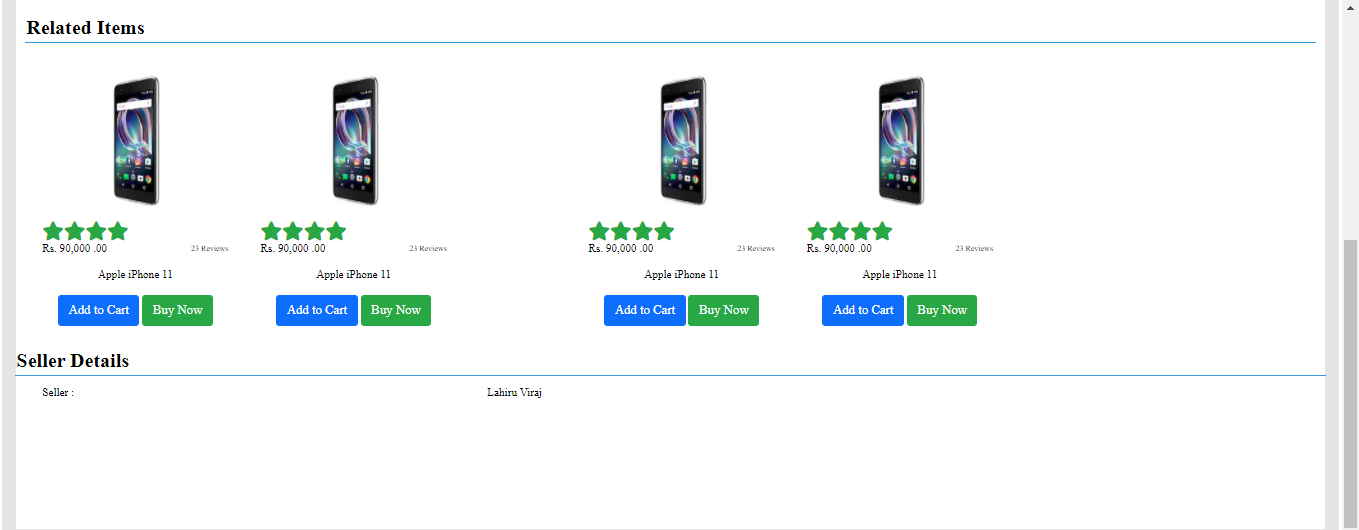 Related Items
Rs. 90,000 .00 23 Reviews
Apple iPhone 11
Add to Cart Buy Now
Rs. 90,000 .00 23 Reviews
Apple iPhone 11
Add to Cart Buy Now
Rs. 90,000 .00 23 Reviews
Apple iPhone 11
Add to Cart Buy Now
Rs. 90,000 .00 23 Reviews
Apple iPhone 11
Add to Cart Buy Now
Seller Details
Seller : Lahiru Viraj